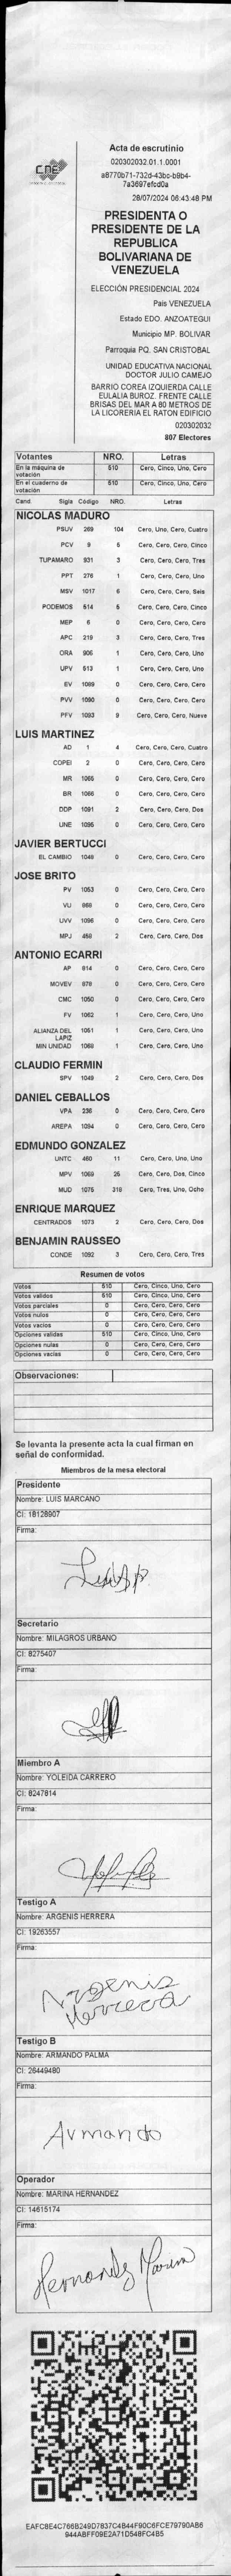 CNE
Acta de escrutinio
020302032.01.1.0001
a8770b71-732d-43bc-b9b4-
7a3697efcd0a
28/07/2024 06:43:48 PM
PRESIDENTA O
PRESIDENTE DE LA
REPUBLICA
BOLIVARIANA DE
VENEZUELA
ELECCIÓN PRESIDENCIAL 2024
País VENEZUELA
Estado EDO. ANZOATEGUI
Municipio MP. BOLIVAR
Parroquia PQ. SAN CRISTOBAL
UNIDAD EDUCATIVA NACIONAL
DOCTOR JULIO CAMEJO
BARRIO COREA IZQUIERDA CALLE
EULALIA BUROZ. FRENTE CALLE
BRISAS DEL MAR A 80 METROS DE
LA LICORERIA EL RATON EDIFICIO
020302032
807 Electores
Votantes NRO. Letras
En la máquina de votación 510 Cero, Cinco, Uno, Cero
En el cuaderno de votación 510 Cero, Cinco, Uno, Cero
Cand. Sigla Código NRO. Letras
NICOLAS MADURO
PSUV 269 104 Cero, Uno, Cero, Cuatro
PCV 9 5 Cero, Cero, Cero, Cinco
TUPAMARO 931 3 Cero, Cero, Cero, Tres
PPT 276 1 Cero, Cero, Cero, Uno
MSV 1017 6 Cero, Cero, Cero, Seis
PODEMOS 514 5 Cero, Cero, Cero, Cinco
MEP 6 0 Cero, Cero, Cero, Cero
APC 219 3 Cero, Cero, Cero, Tres
ORA 906 1 Cero, Cero, Cero, Uno
UPV 513 1 Cero, Cero, Cero, Uno
EV 1089 0 Cero, Cero, Cero, Cero
PVV 1090 0 Cero, Cero, Cero, Cero
PFV 1093 9 Cero, Cero, Cero, Nueve
LUIS MARTINEZ
AD 1 4 Cero, Cero, Cero, Cuatro
COPEI 2 0 Cero, Cero, Cero, Cero
MR 1065 0 Cero, Cero, Cero, Cero
BR 1066 0 Cero, Cero, Cero, Cero
DDP 1091 2 Cero, Cero, Cero, Dos
UNE 1095 0 Cero, Cero, Cero, Cero
JAVIER BERTUCCI
EL CAMBIO 1048 0 Cero, Cero, Cero, Cero
JOSE BRITO
PV 1053 0 Cero, Cero, Cero, Cero
VU 868 0 Cero, Cero, Cero, Cero
UVV 1096 0 Cero, Cero, Cero, Cero
MPJ 458 2 Cero, Cero, Cero, Dos
ANTONIO ECARRI
AP 814 0 Cero, Cero, Cero, Cero
MOVEV 878 0 Cero, Cero, Cero, Cero
CMC 1050 0 Cero, Cero, Cero, Cero
FV 1062 1 Cero, Cero, Cero, Uno
ALIANZA DEL LAPIZ 1051 1 Cero, Cero, Cero, Uno
MIN UNIDAD 1068 1 Cero, Cero, Cero, Uno
CLAUDIO FERMIN
SPV 1049 2 Cero, Cero, Cero, Dos
DANIEL CEBALLOS
VPA 236 0 Cero, Cero, Cero, Cero
AREPA 1094 0 Cero, Cero, Cero, Cero
EDMUNDO GONZALEZ
UNTC 460 11 Cero, Cero, Uno, Uno
MPV 1069 25 Cero, Cero, Dos, Cinco
MUD 1075 318 Cero, Tres, Uno, Ocho
ENRIQUE MARQUEZ
CENTRADOS 1073 2 Cero, Cero, Cero, Dos
BENJAMIN RAUSSEO
CONDE 1092 3 Cero, Cero, Cero, Tres
Resumen de votos
Votos 510 Cero, Cinco, Uno, Cero
Votos validos 510 Cero, Cinco, Uno, Cero
Votos parciales 0 Cero, Cero, Cero, Cero
Votos nulos 0 Cero, Cero, Cero, Cero
Votos vacios 0 Cero, Cero, Cero, Cero
Opciones validas 510 Cero, Cinco, Uno, Cero
Opciones nulas 0 Cero, Cero, Cero, Cero
Opciones vacias 0 Cero, Cero, Cero, Cero
Observaciones:
Se levanta la presente acta la cual firman en
señal de conformidad.
Miembros de la mesa electoral
Presidente
Nombre: LUIS MARCANO
CI: 18128907
Firma:
Secretario
Nombre: MILAGROS URBANO
CI: 8275407
Firma:
Miembro A
Nombre: YOLEIDA CARRERO
CI: 8247814
Firma:
Testigo A
Nombre: ARGENIS HERRERA
CI: 19263557
Firma:
Argenis
Herrera
Testigo B
Nombre: ARMANDO PALMA
CI: 26449480
Firma:
Armando
Operador
Nombre: MARINA HERNANDEZ
CI: 14615174
Firma:
Hernandez Marina
EAFC8E4C766B249D7837C4B44F90C6FCE79790AB6
944ABFF09E2A71D548FC4B5